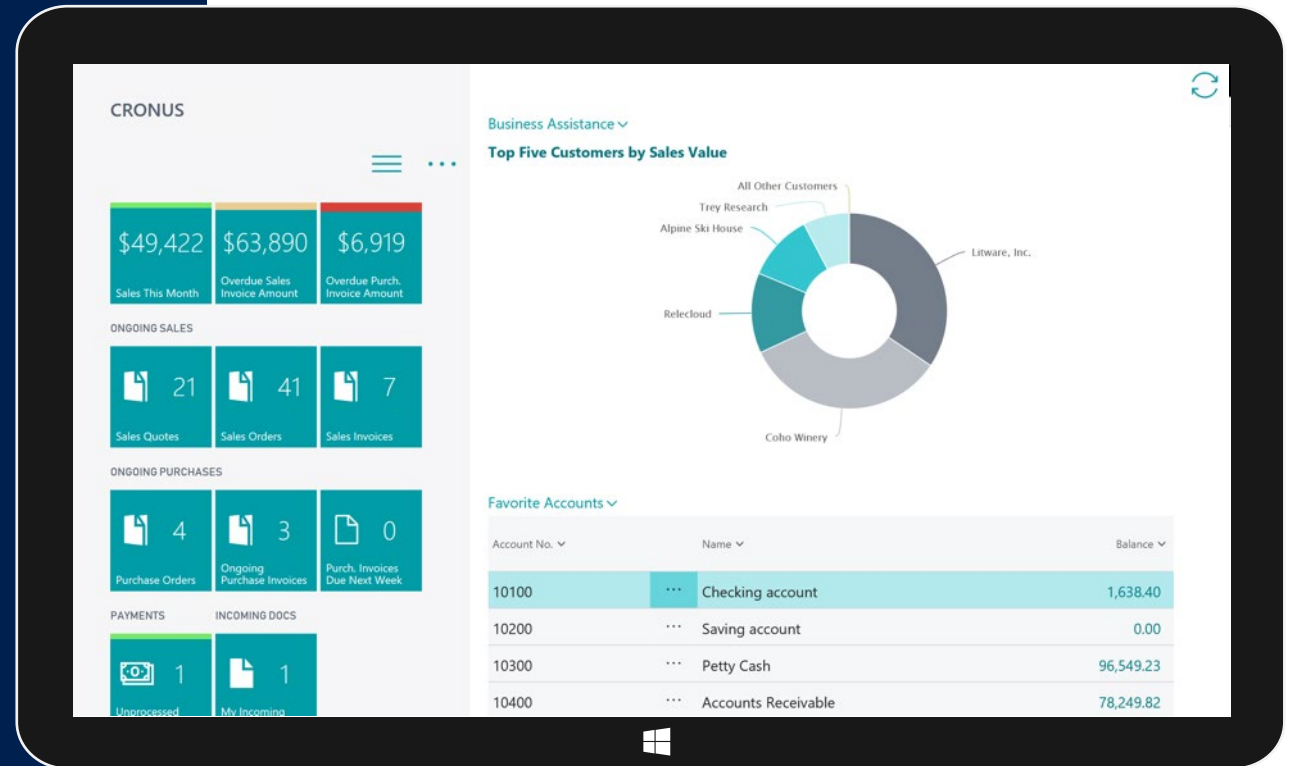 CRONUS
$49,422
Sales This Month
$63,890
Overdue Sales
Invoice Amount
$6,919
Overdue Purch.
Invoice Amount
ONGOING SALES
21
Sales Quotes
41
Sales Orders
7
Sales Invoices
ONGOING PURCHASES
4
Purchase Orders
3
Ongoing
Purchase Invoices
0
Purch. Invoices
Due Next Week
PAYMENTS
INCOMING DOCS
1
Unprocessed
1
My Incoming
Business Assistance
Top Five Customers by Sales Value
All Other Customers
Trey Research
Alpine Ski House
Litware, Inc.
Relecloud
Coho Winery
Favorite Accounts
Account No. Name Balance
10100 ... Checking account 1,638.40
10200 ... Saving account 0.00
10300 ... Petty Cash 96,549.23
10400 ... Accounts Receivable 78,249.82